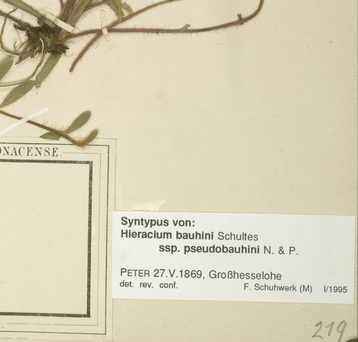 ONACENSE.
Syntypus von:
Hieracium bauhini Schultes
ssp. pseudobauhini N. & P.
PETER 27.V.1869, Großhesselohe
det. rev. conf. F. Schuhwerk (M) I/1995
219